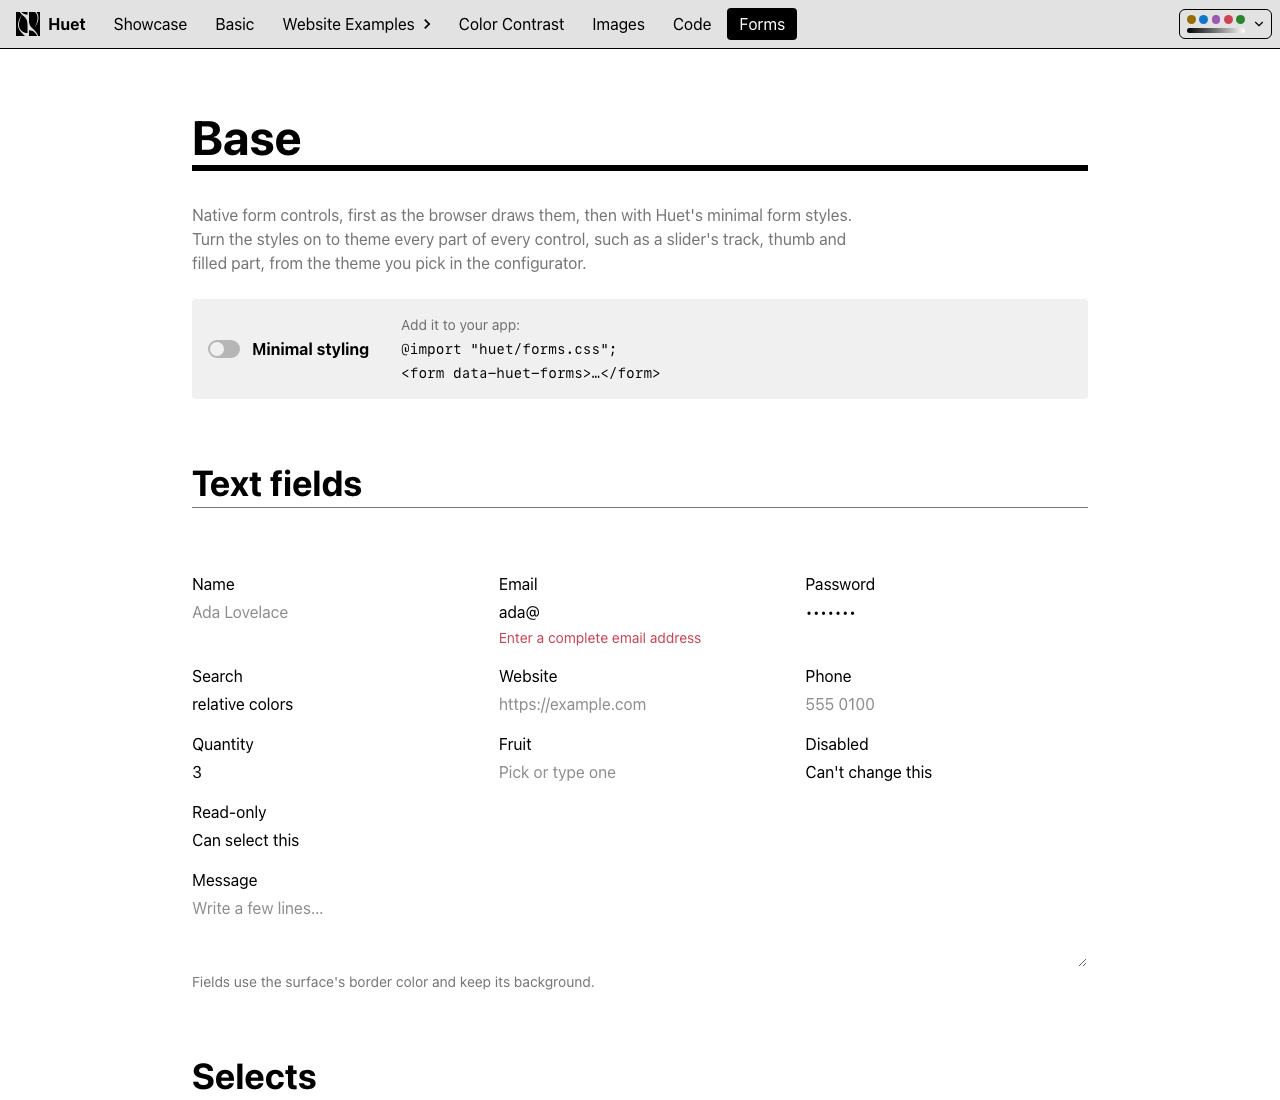 Huet Showcase Basic Website Examples Color Contrast Images Code Forms
Base
Native form controls, first as the browser draws them, then with Huet's minimal form styles.
Turn the styles on to theme every part of every control, such as a slider's track, thumb and
filled part, from the theme you pick in the configurator.
Minimal styling
Add it to your app:
@import "huet/forms.css";
<form data-huet-forms>…</form>
Text fields
Name Email Password
Ada Lovelace ada@ •••••••
Enter a complete email address
Search Website Phone
relative colors https://example.com 555 0100
Quantity Fruit Disabled
3 Pick or type one Can't change this
Read-only
Can select this
Message
Write a few lines…
Fields use the surface's border color and keep its background.
Selects